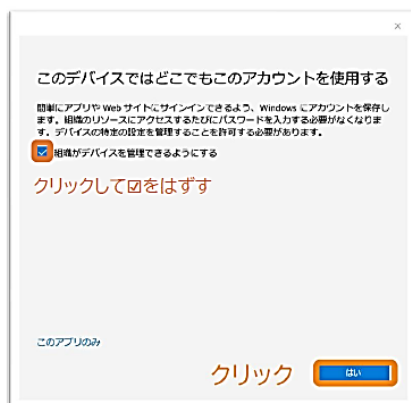 ×
このデバイスではどこでもこのアカウントを使用する
簡単にアプリや Web サイトにサインインできるよう、Windows にアカウントを保存し
ます。組織のリソースにアクセスするたびにパスワードを入力する必要がなくなりま
す。デバイスの特定の設定を管理することを許可する必要があります。
組織がデバイスを管理できるようにする
クリックして☑をはずす
このアプリのみ
クリック はい